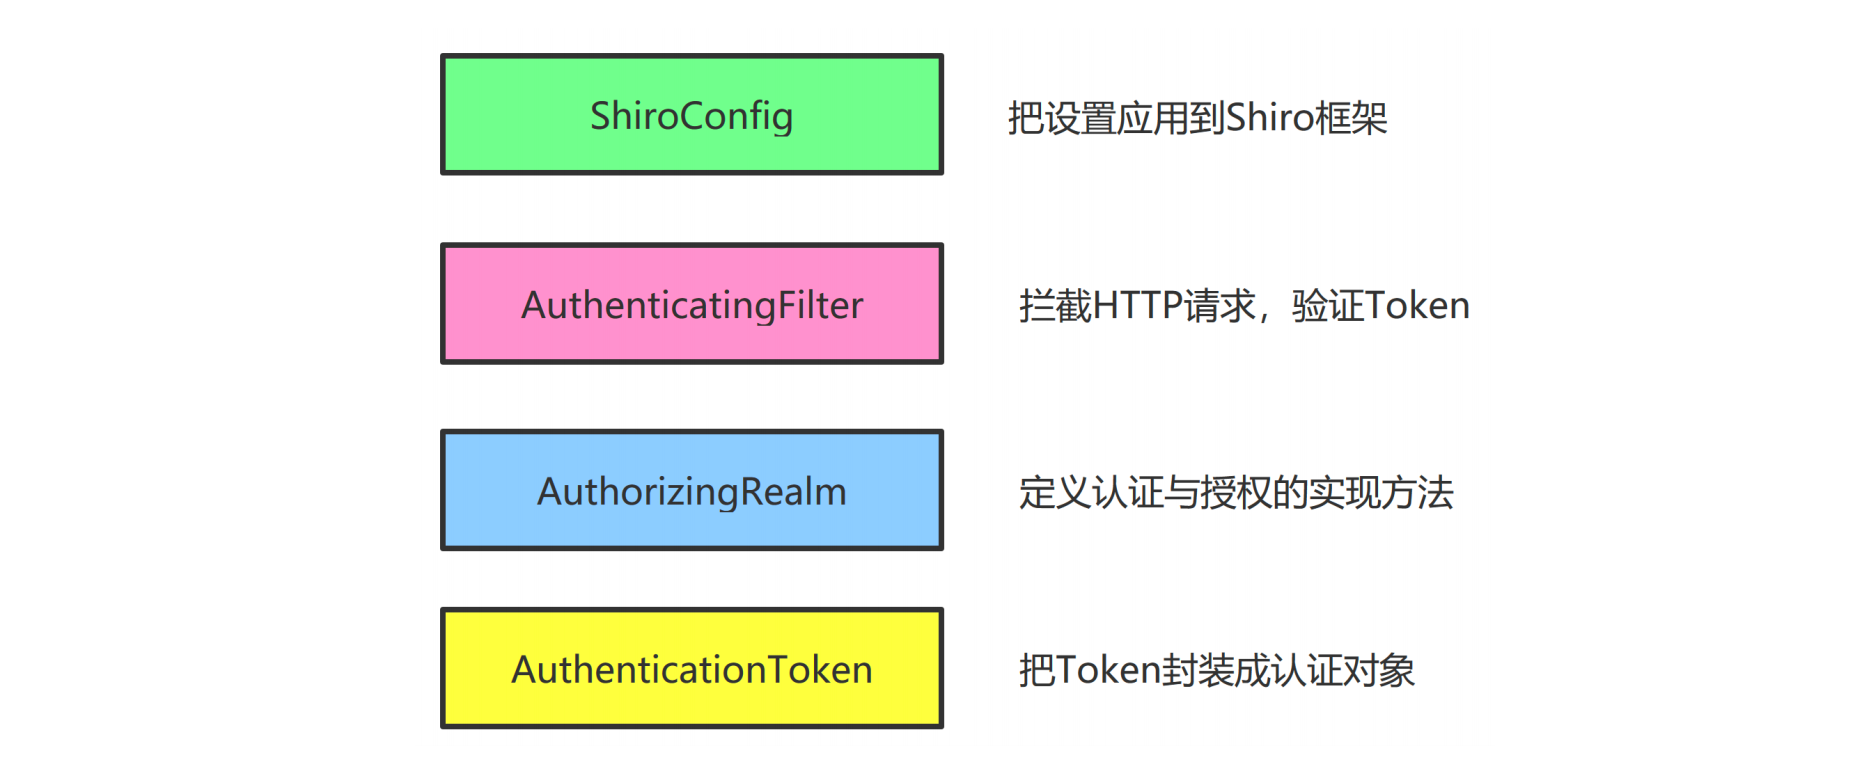 ShiroConfig
把设置应用到Shiro框架
AuthenticatingFilter
拦截HTTP请求，验证Token
AuthorizingRealm
定义认证与授权的实现方法
AuthenticationToken
把Token封装成认证对象